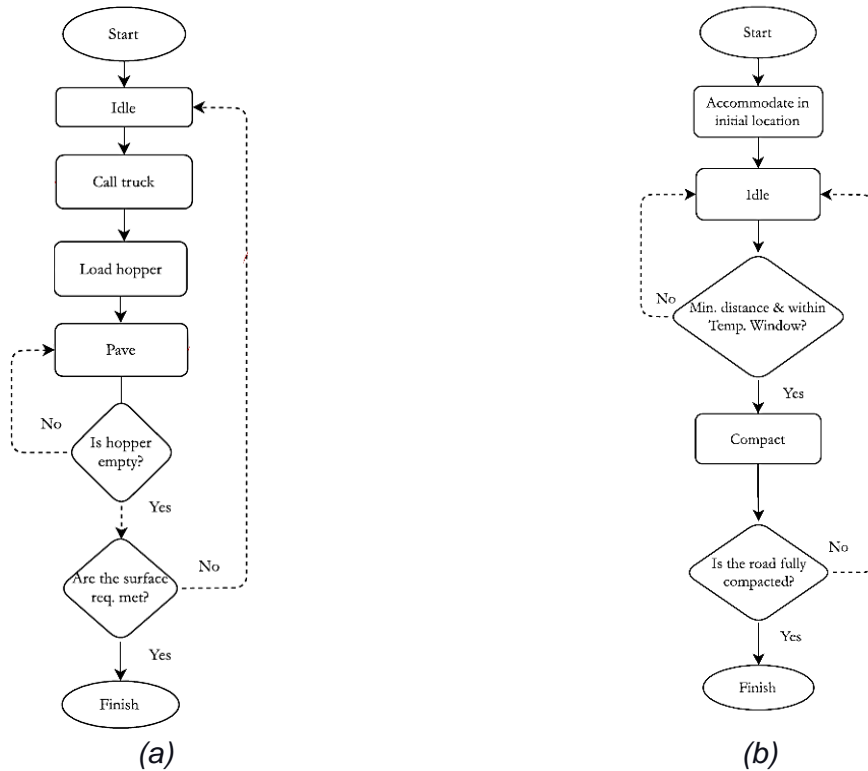 Start
Idle
Call truck
Load hopper
Pave
No
Is hopper
empty?
Yes
Are the surface
req. met?
No
Yes
Finish
(a)
Start
Accommodate in
initial location
Idle
No
Min. distance & within
Temp. Window?
Yes
Compact
Is the road fully
compacted?
No
Yes
Finish
(b)